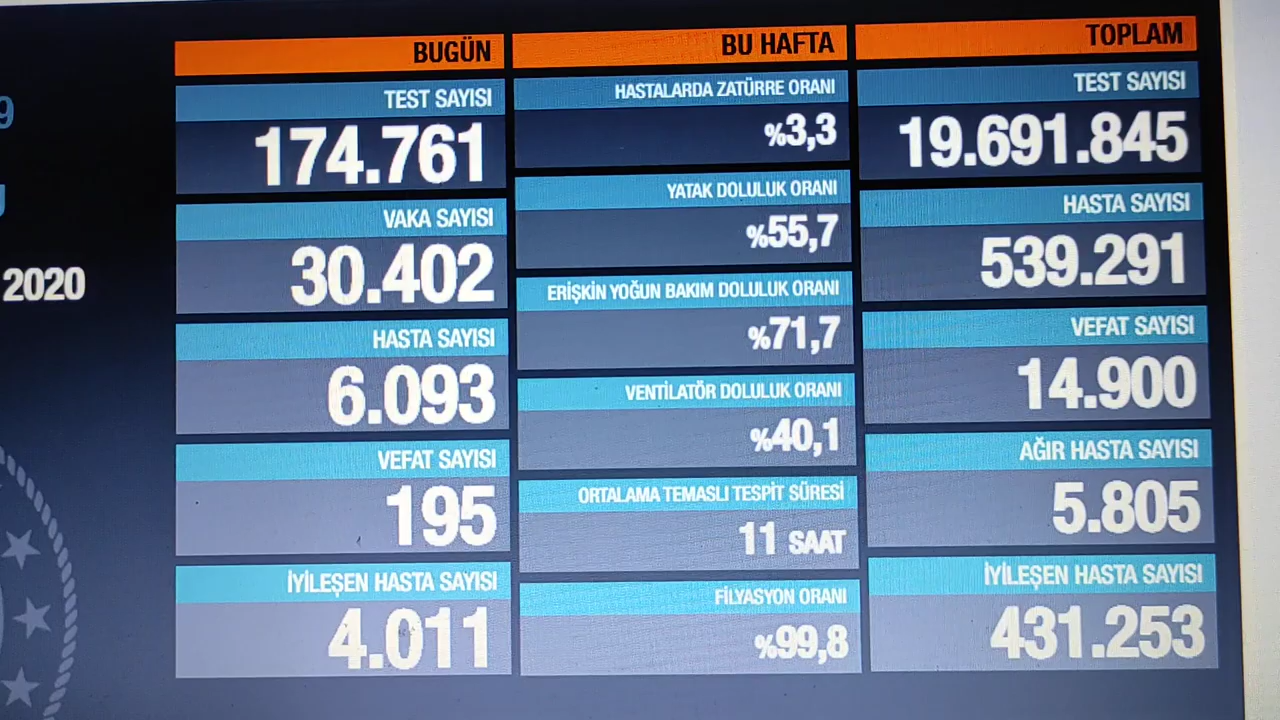 9
2020
BUGÜN
TEST SAYISI
174.761
VAKA SAYISI
30.402
HASTA SAYISI
6.093
VEFAT SAYISI
195
İYİLEŞEN HASTA SAYISI
4.011
BU HAFTA
HASTALARDA ZATÜRRE ORANI
%3,3
YATAK DOLULUK ORANI
%55,7
ERİŞKİN YOĞUN BAKIM DOLULUK ORANI
%71,7
VENTİLATÖR DOLULUK ORANI
%40,1
ORTALAMA TEMASLI TESPİT SÜRESİ
11 SAAT
FİLYASYON ORANI
%99,8
TOPLAM
TEST SAYISI
19.691.845
HASTA SAYISI
539.291
VEFAT SAYISI
14.900
AĞIR HASTA SAYISI
5.805
İYİLEŞEN HASTA SAYISI
431.253